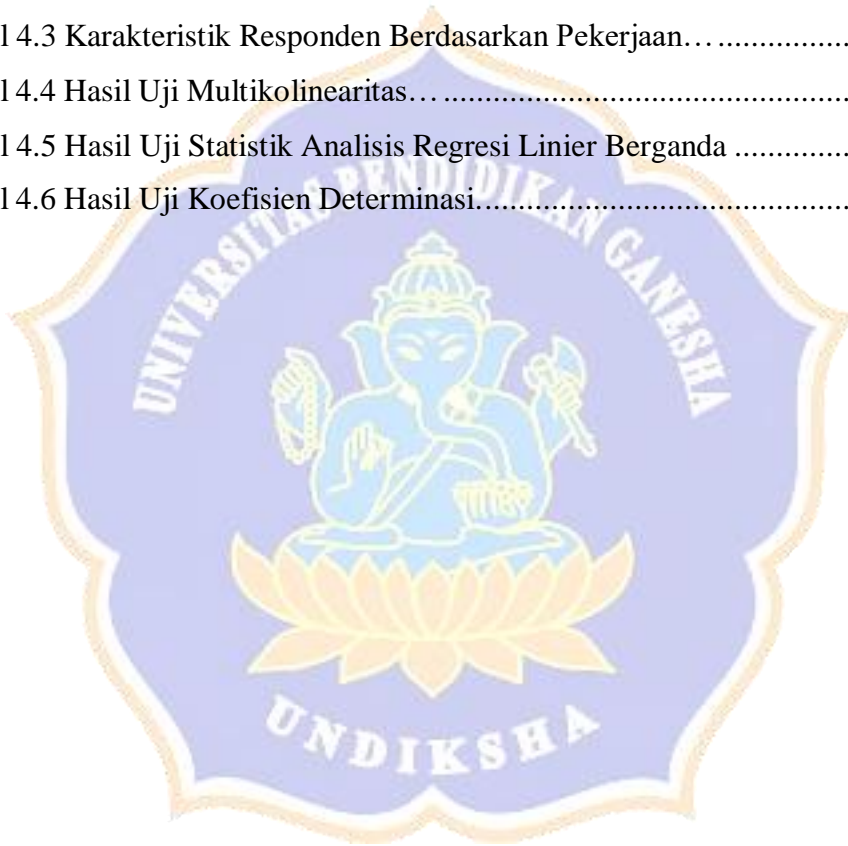 l 4.3 Karakteristik Responden Berdasarkan Pekerjaan…................
l 4.4 Hasil Uji Multikolinearitas… .................................................
l 4.5 Hasil Uji Statistik Analisis Regresi Linier Berganda ..............
l 4.6 Hasil Uji Koefisien Determinasi.............................................
UNIVERSITAS PENDIDIKAN GANESHA
UNDIKSHA